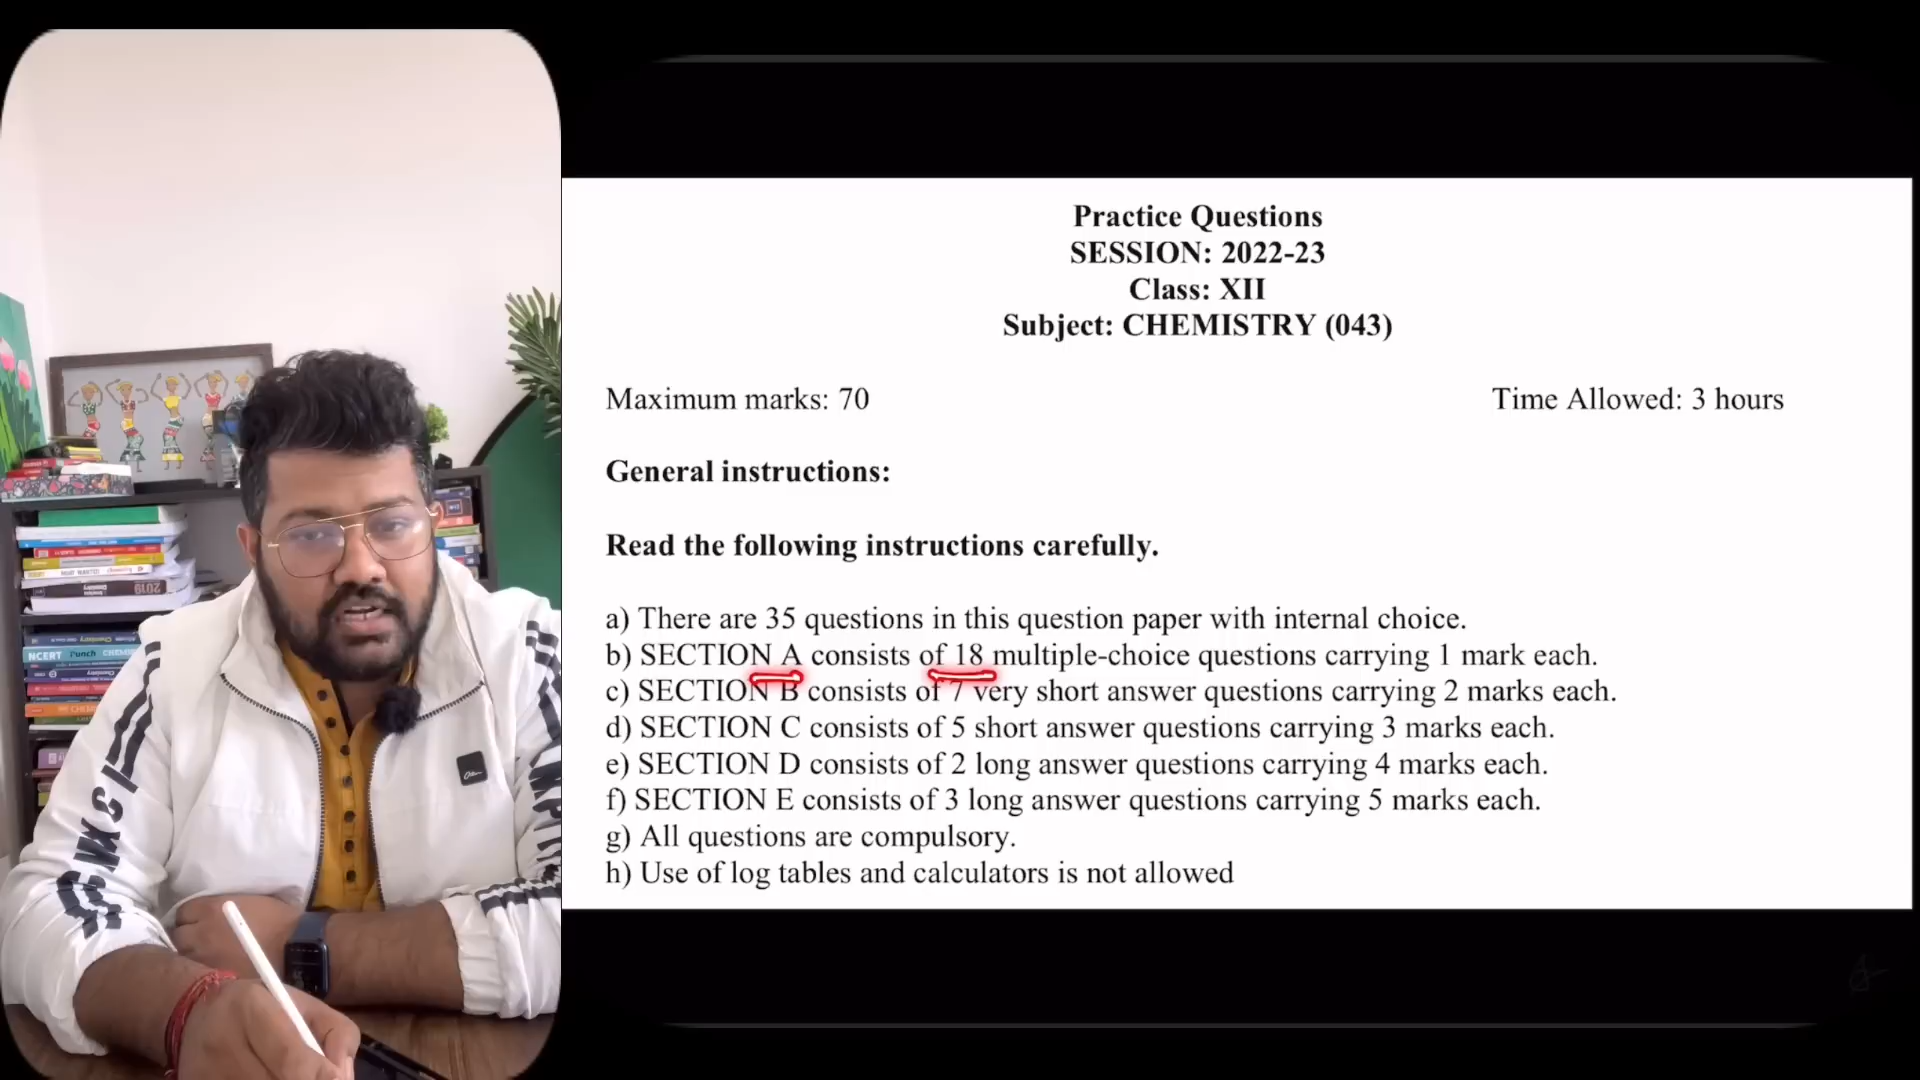 Practice Questions
SESSION: 2022-23
Class: XII
Subject: CHEMISTRY (043)
Maximum marks: 70
Time Allowed: 3 hours
General instructions:
Read the following instructions carefully.
a) There are 35 questions in this question paper with internal choice.
b) SECTION A consists of 18 multiple-choice questions carrying 1 mark each.
c) SECTION B consists of 7 very short answer questions carrying 2 marks each.
d) SECTION C consists of 5 short answer questions carrying 3 marks each.
e) SECTION D consists of 2 long answer questions carrying 4 marks each.
f) SECTION E consists of 3 long answer questions carrying 5 marks each.
g) All questions are compulsory.
h) Use of log tables and calculators is not allowed
2019
NCERT Punch